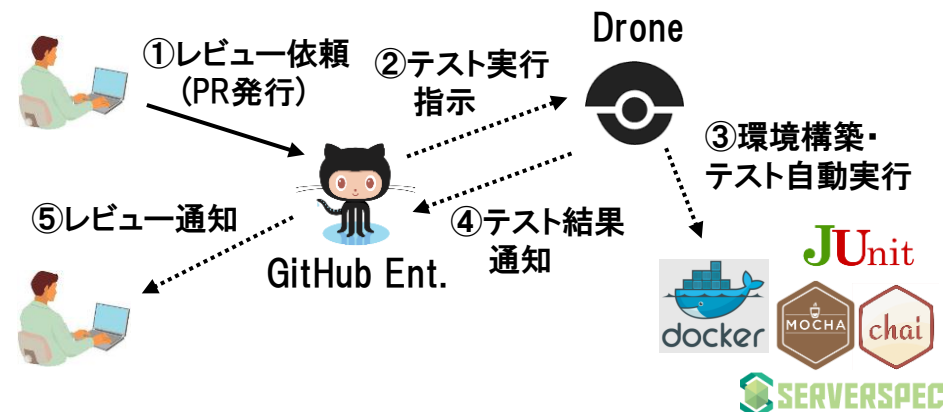 Drone
①レビュー依頼
(PR発行)
②テスト実行
指示
③環境構築・
テスト自動実行
⑤レビュー通知
④テスト結果
通知
GitHub Ent.
JUnit
docker
MOCHA
chai
SERVERSPEC